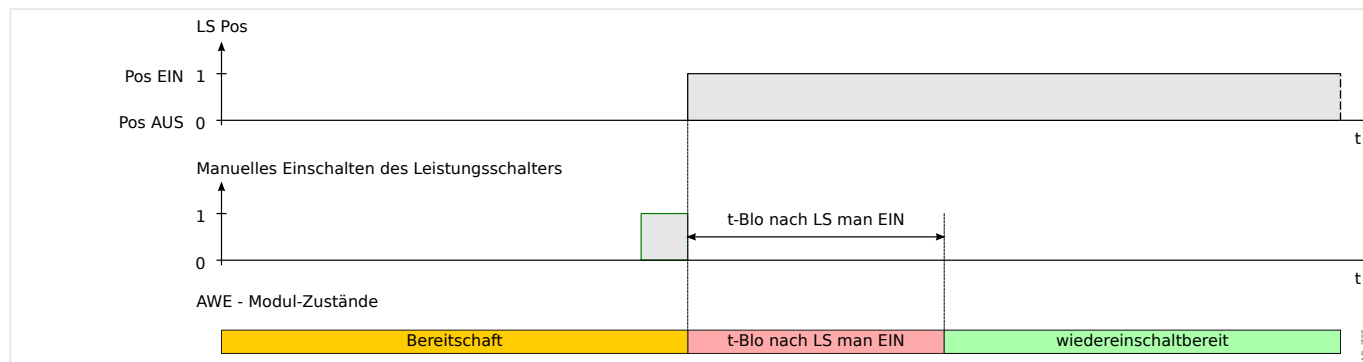 LS Pos
Pos EIN 1
Pos AUS 0
t
Manuelles Einschalten des Leistungsschalters
1
t-Blo nach LS man EIN
0
t
AWE - Modul-Zustände
Bereitschaft t-Blo nach LS man EIN wiedereinschaltbereit